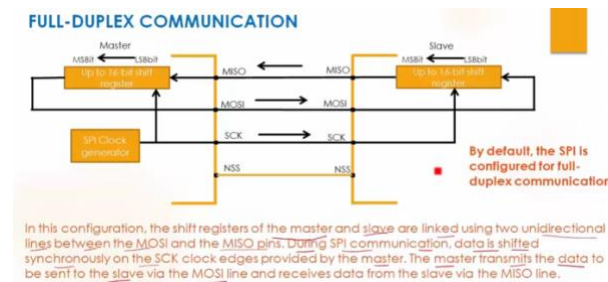 FULL-DUPLEX COMMUNICATION
Master
MSBit LSBbit
Up to 16-bit shift
register
Slave
MSBit LSBbit
Up to 16-bit shift
register
MISO MISO
MOSI MOSI
SPI Clock
generator
SCK SCK
NSS NSS
By default, the SPI is
configured for full-
duplex communication
In this configuration, the shift registers of the master and slave are linked using two unidirectional
lines between the MOSI and the MISO pins. During SPI communication, data is shifted
synchronously on the SCK clock edges provided by the master. The master transmits the data to
be sent to the slave via the MOSI line and receives data from the slave via the MISO line.